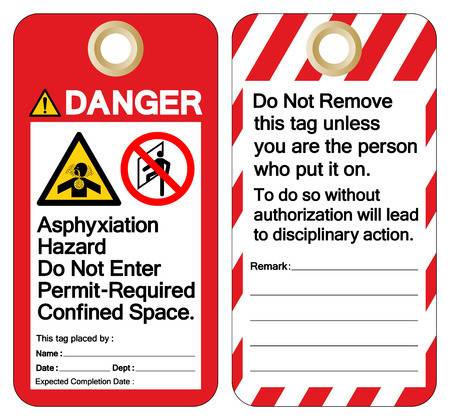 DANGER
Asphyxiation
Hazard
Do Not Enter
Permit-Required
Confined Space.
This tag placed by :
Name :
Date : Dept :
Expected Completion Date :
Do Not Remove
this tag unless
you are the person
who put it on.
To do so without
authorization will lead
to disciplinary action.
Remark: